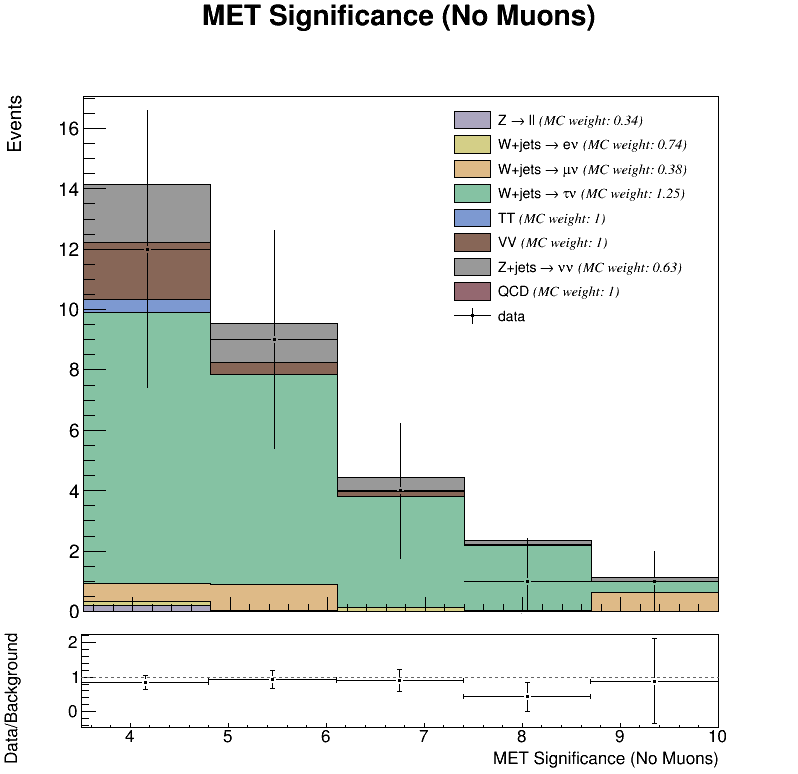 MET Significance (No Muons)
Events
16
14
12
10
8
6
4
2
0
Z → ll (MC weight: 0.34)
W+jets → eν (MC weight: 0.74)
W+jets → μν (MC weight: 0.38)
W+jets → τν (MC weight: 1.25)
TT (MC weight: 1)
VV (MC weight: 1)
Z+jets → νν (MC weight: 0.63)
QCD (MC weight: 1)
data
Data/Background
2
1
0
4 5 6 7 8 9 10
MET Significance (No Muons)